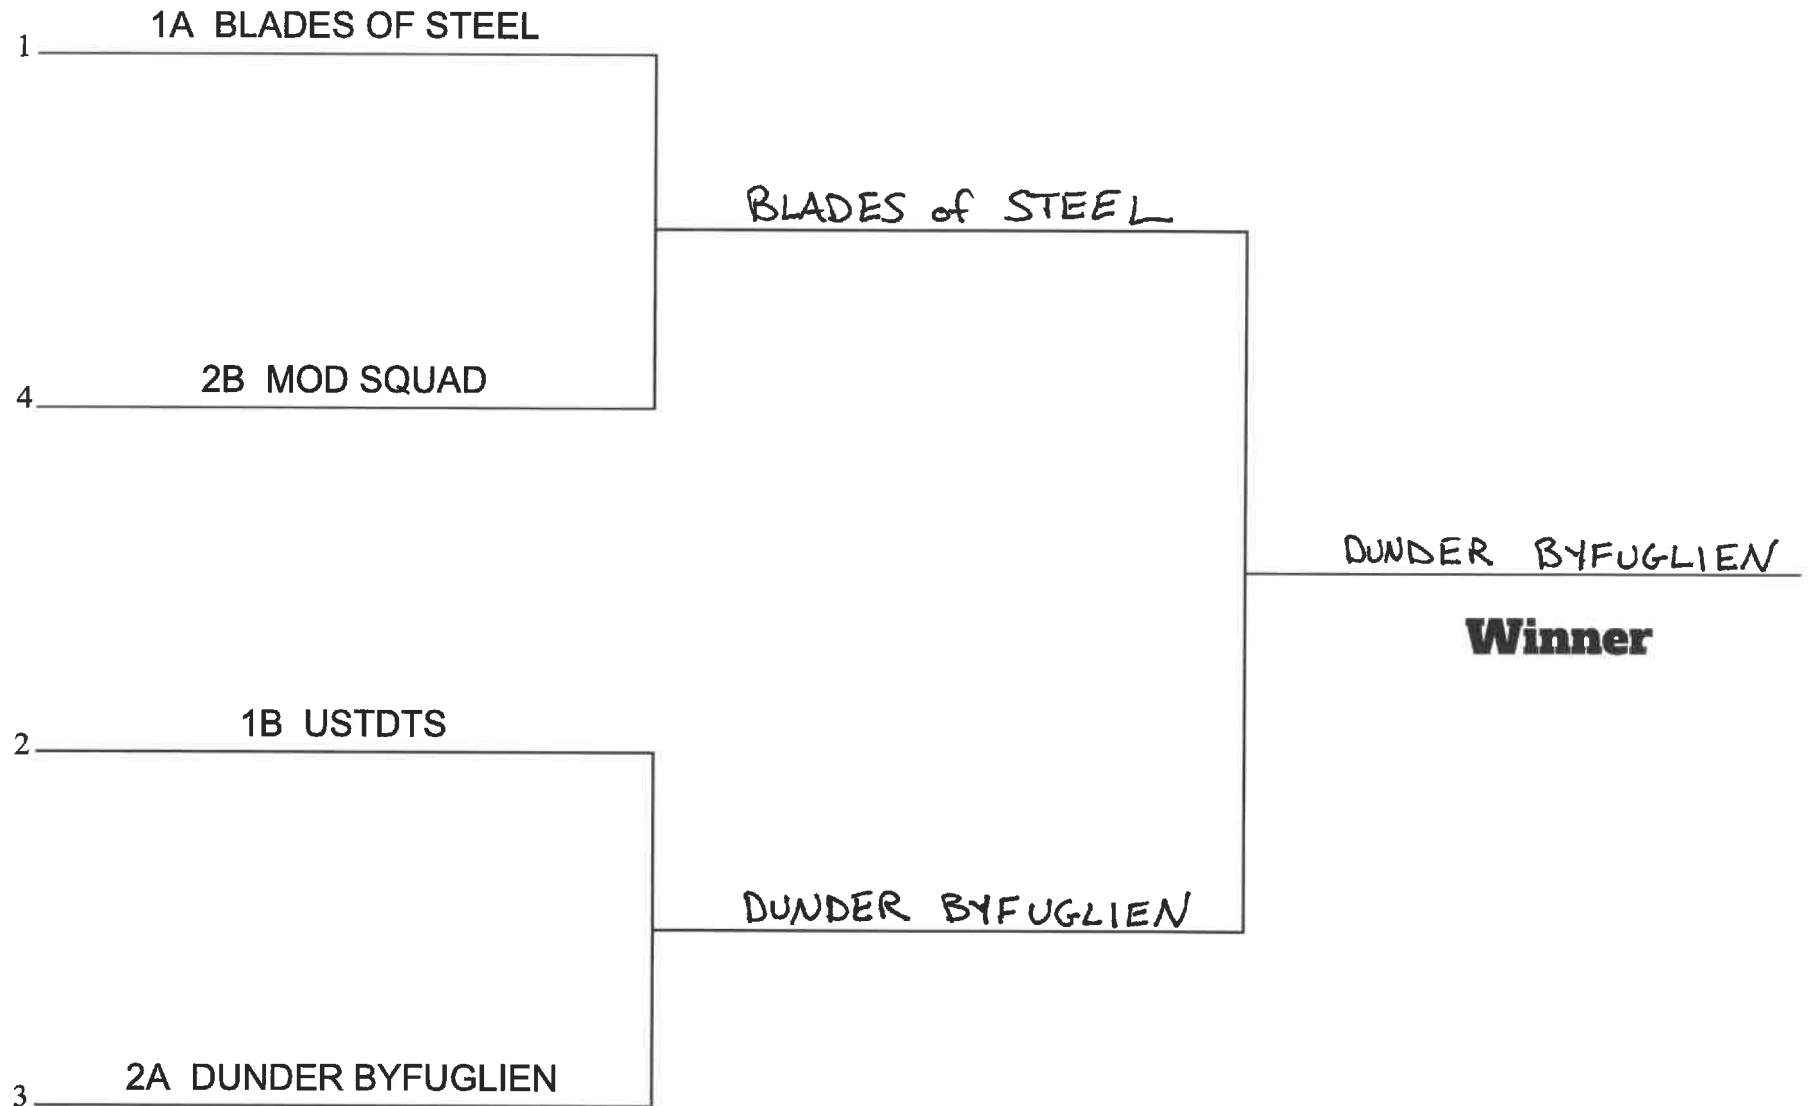 1A BLADES OF STEEL
1
BLADES of STEEL
2B MOD SQUAD
4
DUNDER BYFUGLIEN
Winner
1B USTDTS
2
DUNDER BYFUGLIEN
2A DUNDER BYFUGLIEN
3